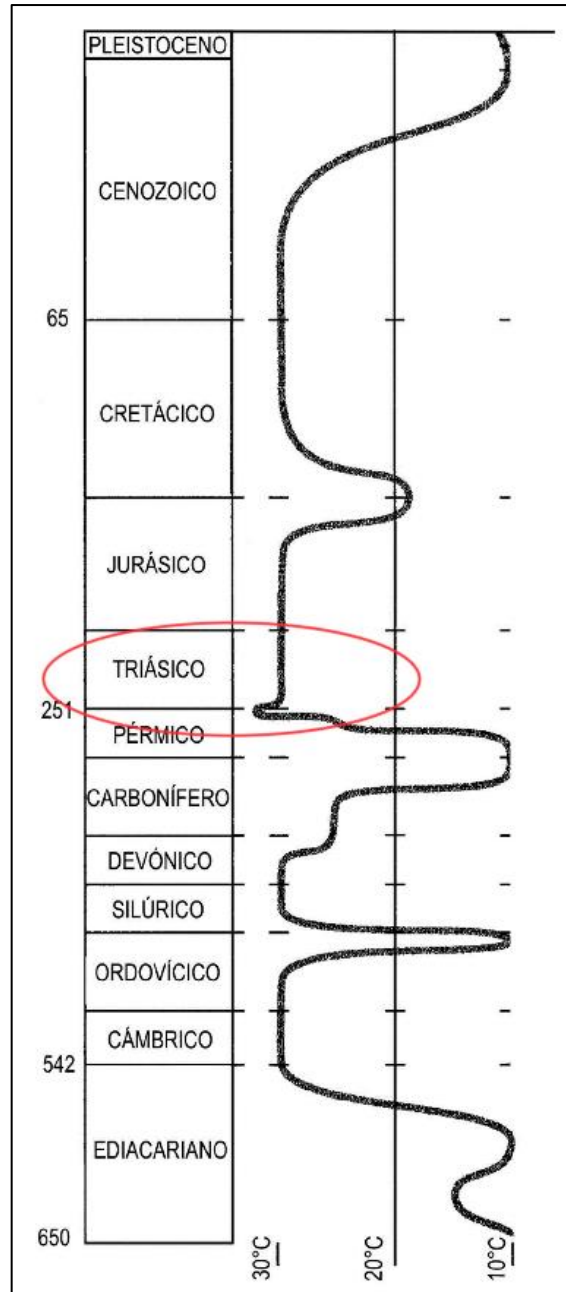 PLEISTOCENO
CENOZOICO
65
CRETÁCICO
JURÁSICO
TRIÁSICO
251
PÉRMICO
CARBONÍFERO
DEVÓNICO
SILÚRICO
ORDOVÍCICO
CÁMBRICO
542
EDIACARIANO
650
30°C
20°C
10°C